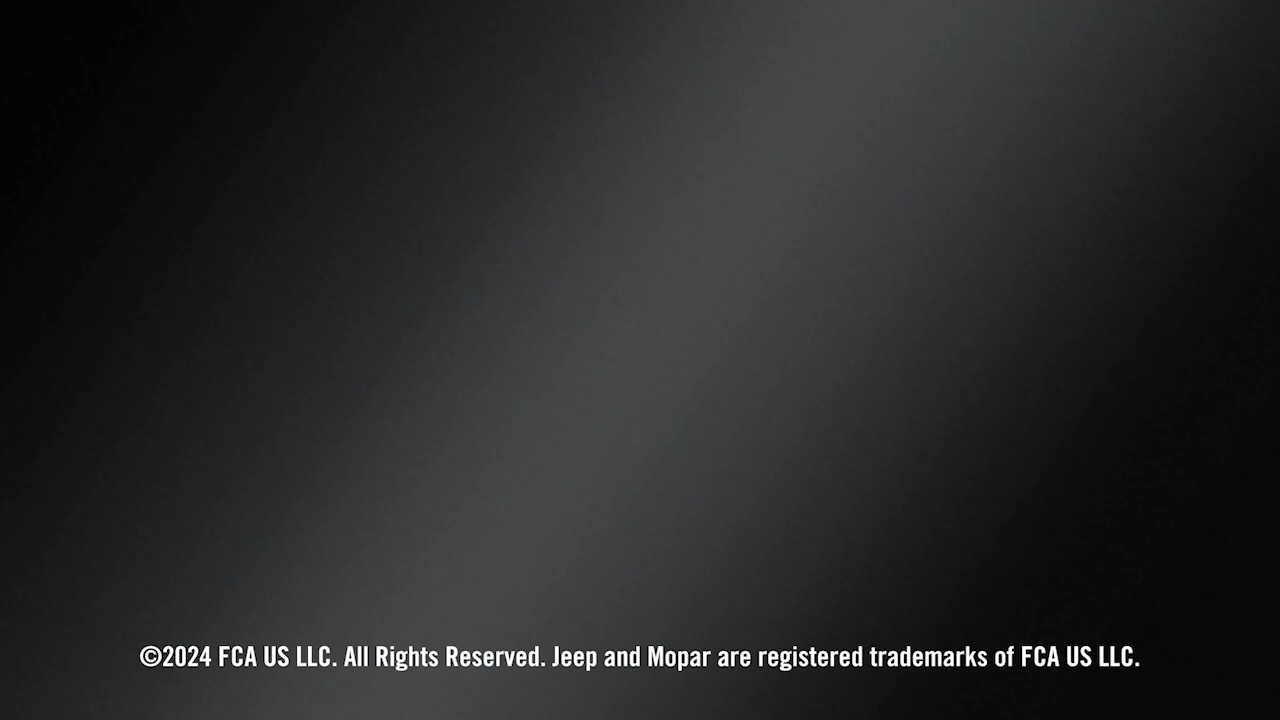 ©2024 FCA US LLC. All Rights Reserved. Jeep and Mopar are registered trademarks of FCA US LLC.